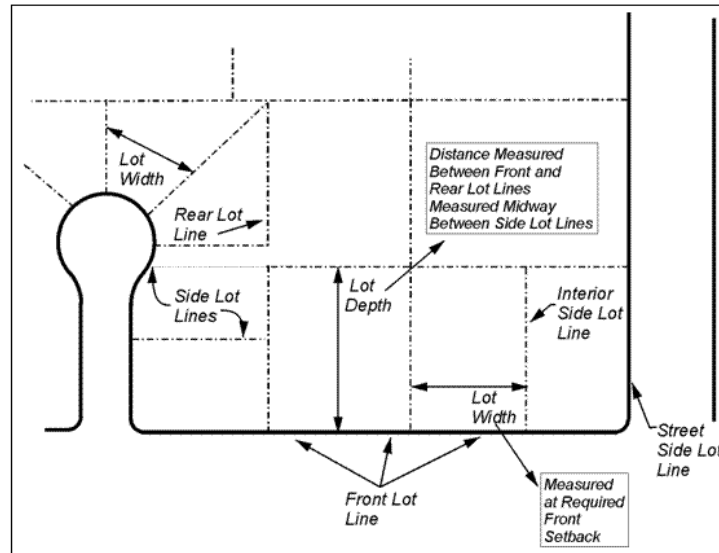 Lot
Width
Distance Measured
Between Front and
Rear Lot Lines
Measured Midway
Between Side Lot Lines
Rear Lot
Line
Side Lot
Lines
Lot
Depth
Interior
Side Lot
Line
Lot
Width
Street
Side Lot
Line
Front Lot
Line
Measured
at Required
Front
Setback